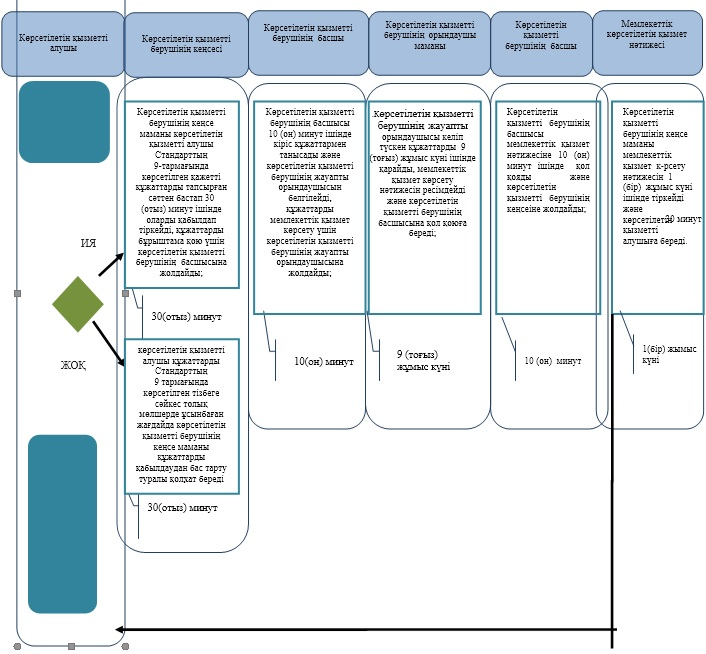 Көрсетілетін қызметті
алушы
Көрсетілетін қызметті
берушінің кеңсесі
Көрсетілетін қызметті
берушінің  басшы
Көрсетілетін қызметті
берушінің орындаушы
маманы
Көрсетілетін
қызметті
берушінің  басшы
Мемлекеттік
көрсетілетін қызмет
нәтижесі
ИЯ
ЖОҚ
Көрсетілетін қызметті
берушінің кеңсе
маманы көрсетілетін
қызметті алушы
Стандарттың
9-тармағында
көрсетілген қажетті
құжаттарды тапсырған
сәттен бастап 30
(отыз) минут ішінде
оларды қабылдап
тіркейді, құжаттарды
бұрыштама қою үшін
көрсетілетін қызметті
берушінің  басшысына
жолдайды;
30(отыз) минут
көрсетілетін қызметті
алушы құжаттарды
Стандарттың
9 тармағында
көрсетілген тізбеге
сәйкес толық
мөлшерде ұсынбаған
жағдайда көрсетілетін
қызметті берушінің
кеңсе маманы
құжаттарды
қабылдаудан бас тарту
туралы қолхат береді
30(отыз) минут
Көрсетілетін қызметті
берушінің басшысы
10 (он) минут ішінде
кіріс құжаттармен
танысады және
көрсетілетін қызметті
берушінің жауапты
орындаушысын
белгілейді,
құжаттарды
мемлекеттік қызмет
көрсету үшін
көрсетілетін қызметті
берушінің жауапты
орындаушысына
жолдайды;
10(он) минут
.Көрсетілетін қызметті
берушінің жауапты
орындаушысы келіп
түскен құжаттарды  9
(тоғыз) жұмыс күні ішінде
қарайды, мемлекеттік
қызмет көрсету
нәтижесін ресімдейді
және көрсетілетін қызметті
берушінің
басшысына қол қоюға
береді;
9 (тоғыз)
жұмыс күні
Көрсетілетін
қызметті  берушінің
басшысы
мемлекеттік қызмет
нәтижесіне 10 (он)
минут ішінде қол
қояды және
көрсетілетін
қызметті берушінің
кеңсеіне жолдайды;
10 (он)  минут
Көрсетілетін
қызметті
берушінің кеңсе
маманы
мемлекеттік
қызмет к-рсету
нәтижесін  1
(бір)  жұмыс күні
ішінде тіркейді
және
көрсетілетін 20 минут
қызметті
алушыға береді.
1(бір) жымыс
күні